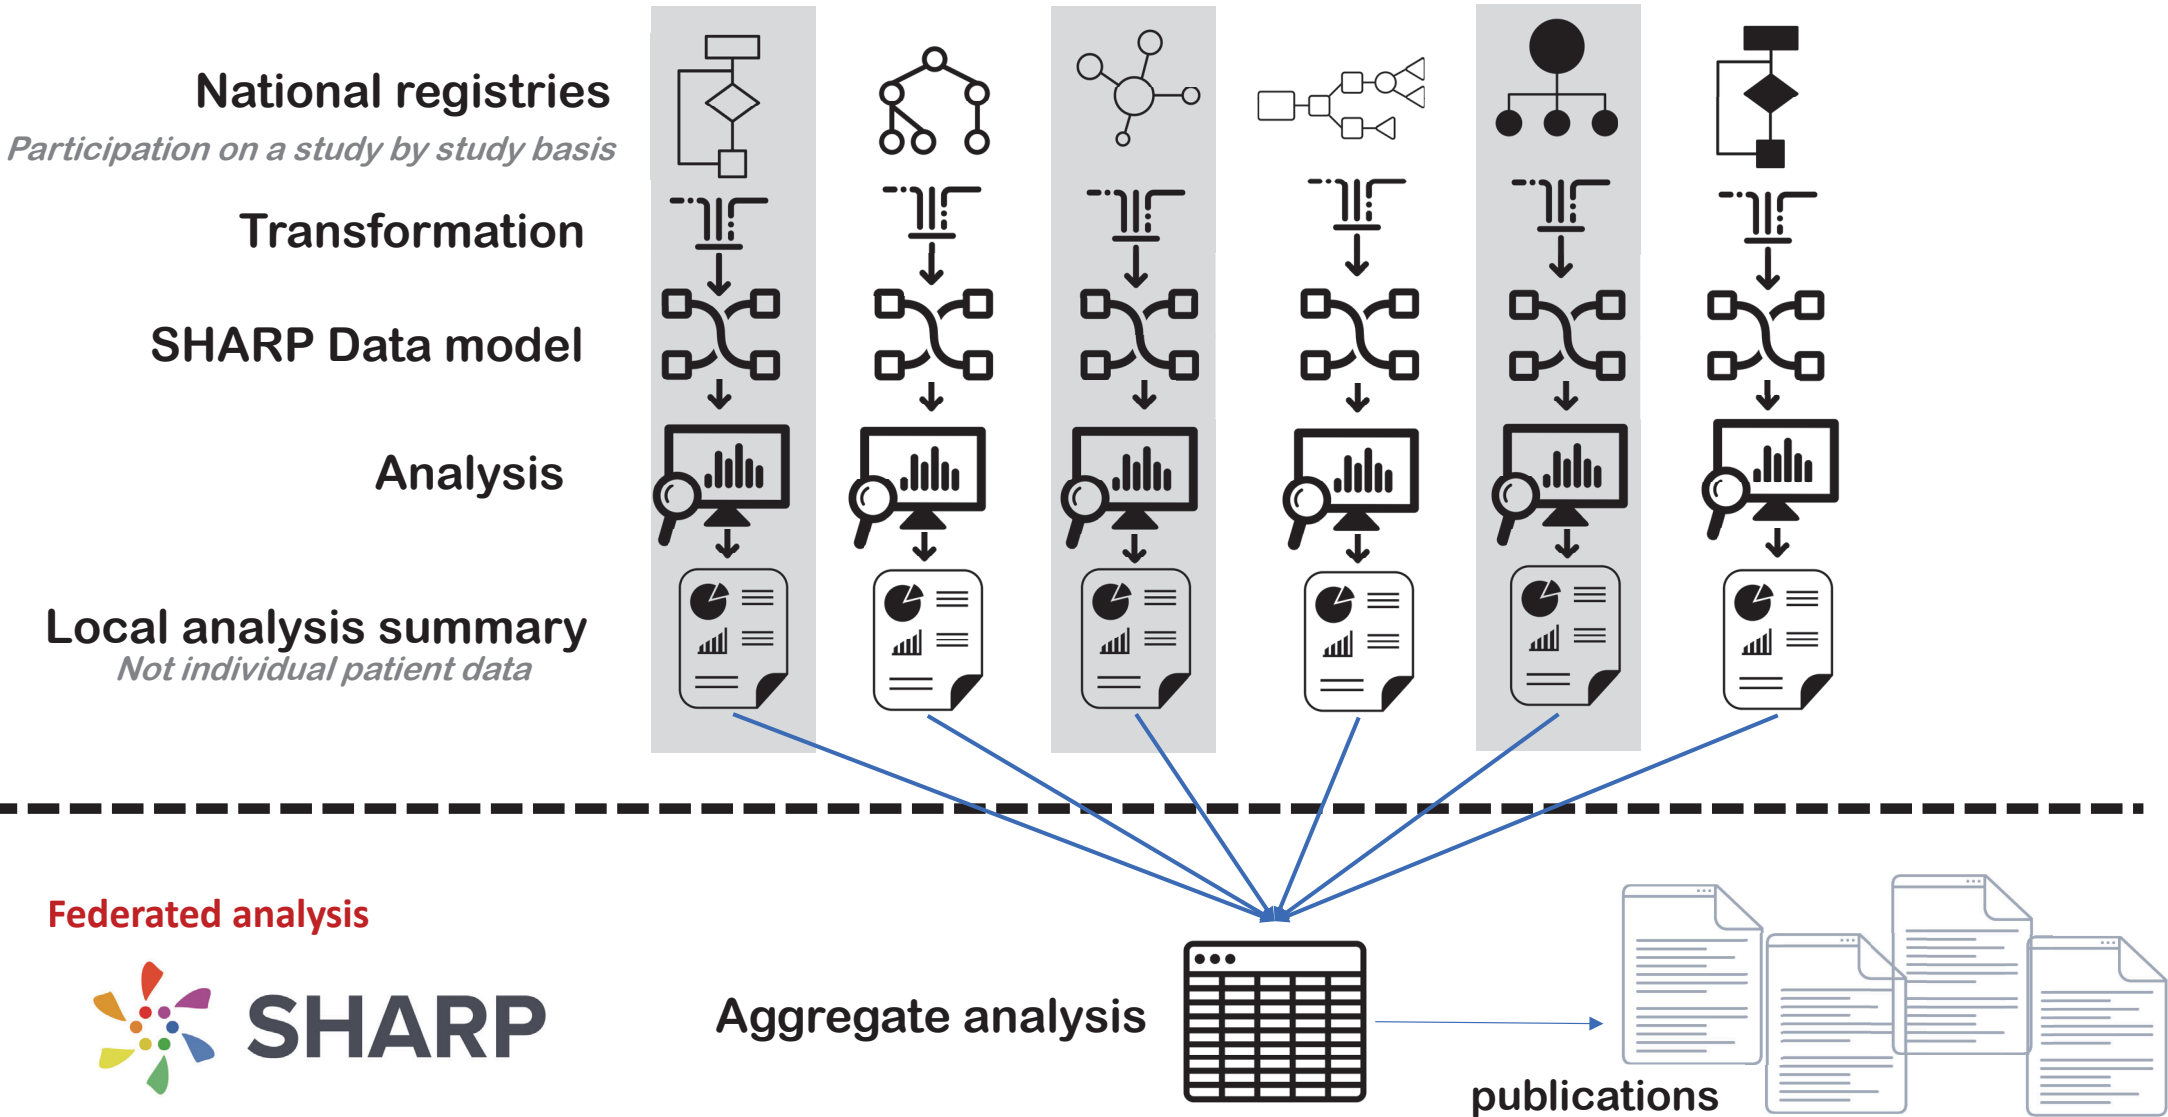 National registries
Participation on a study by study basis
Transformation
SHARP Data model
Analysis
Local analysis summary
Not individual patient data
Federated analysis
SHARP
Aggregate analysis
publications